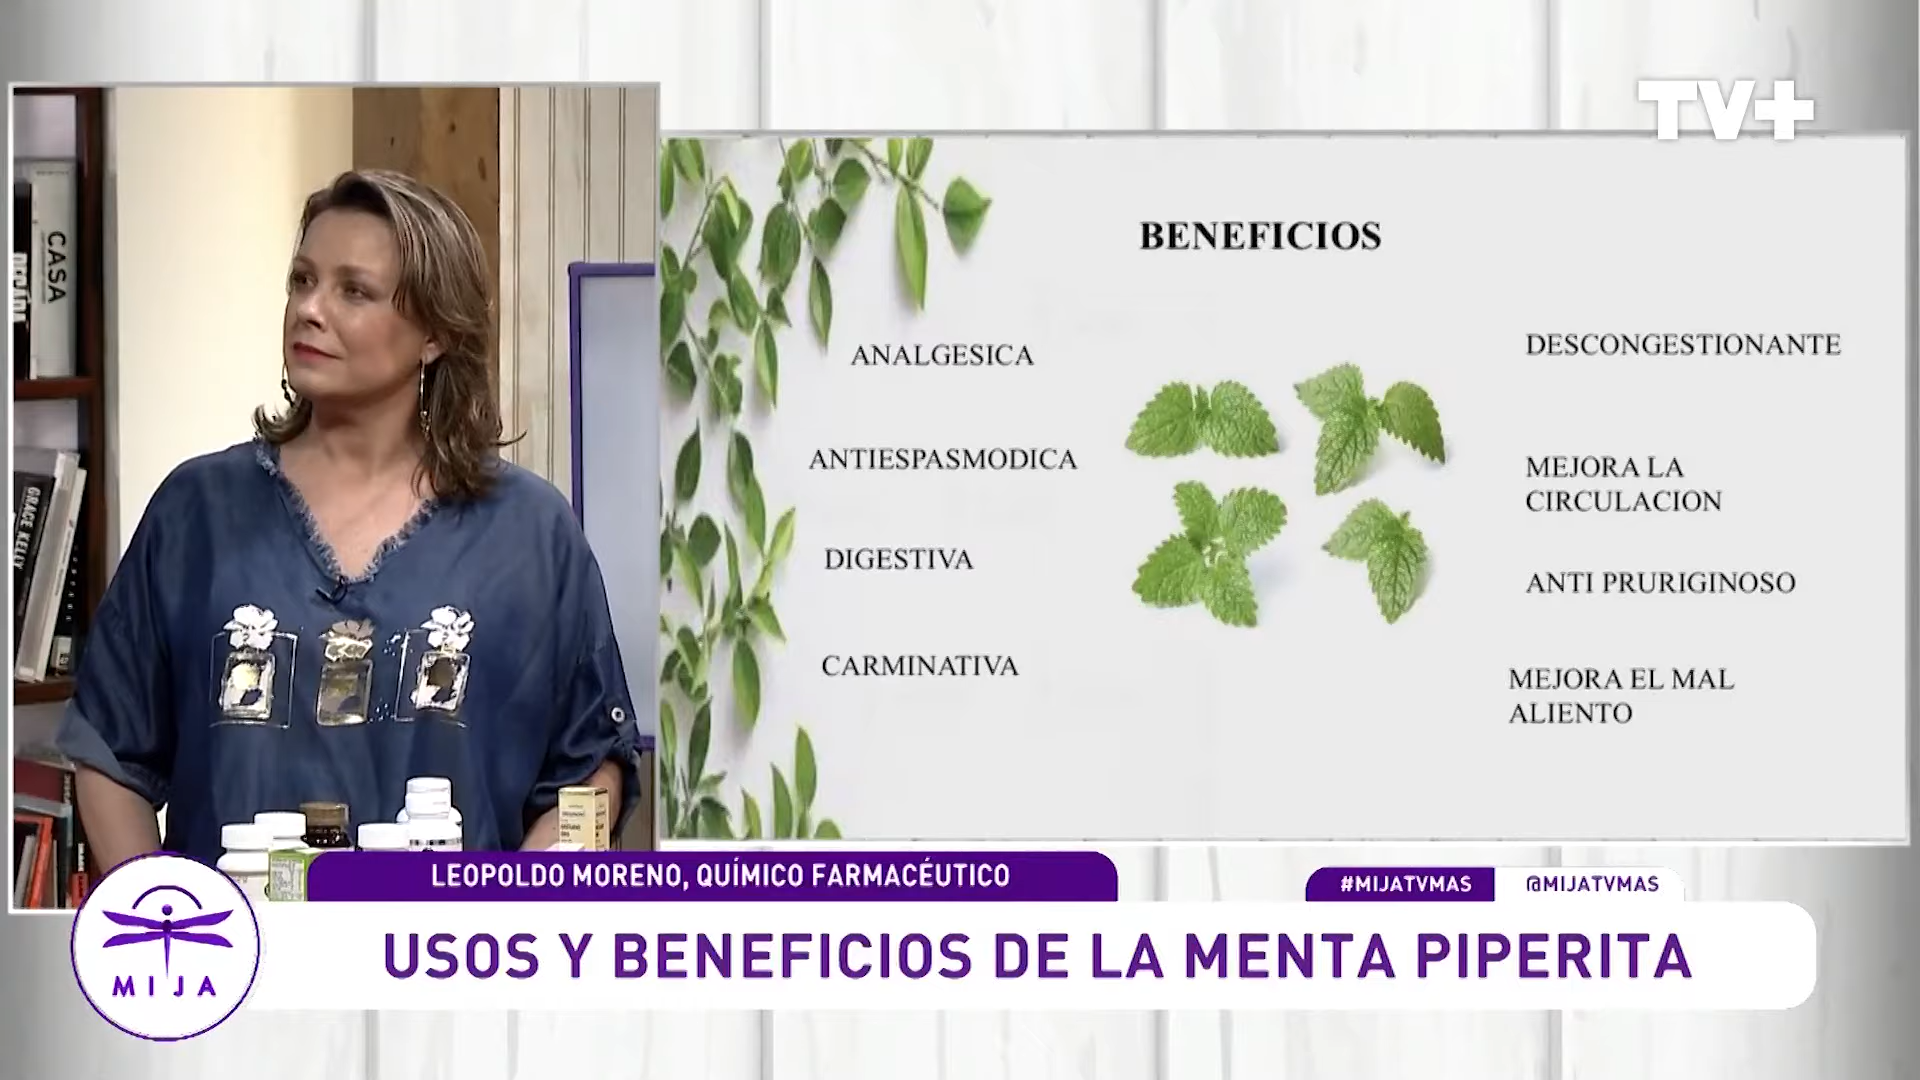 TV+
CASA
GRACE KELLY
BENEFICIOS
ANALGESICA
ANTIESPASMODICA
DIGESTIVA
CARMINATIVA
DESCONGESTIONANTE
MEJORA LA
CIRCULACION
ANTI PRURIGINOSO
MEJORA EL MAL
ALIENTO
LEOPOLDO MORENO, QUÍMICO FARMACÉUTICO
#MIJATVMAS
@MIJATVMAS
USOS Y BENEFICIOS DE LA MENTA PIPERITA
MIJA